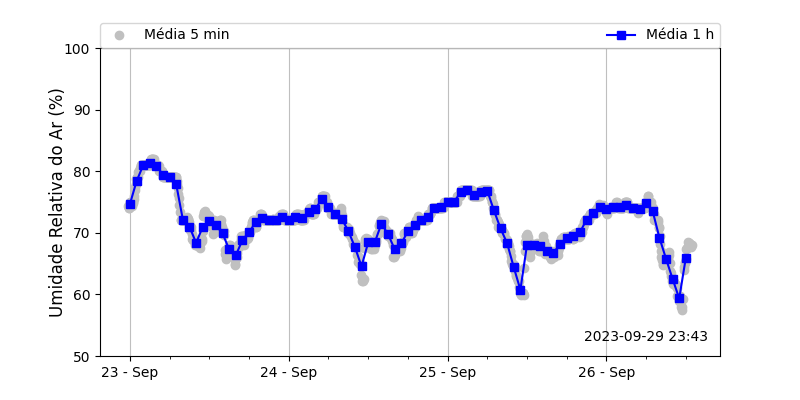 Média 5 min
Média 1 h
Umidade Relativa do Ar (%)
100
90
80
70
60
50
2023-09-29 23:43
23 - Sep
24 - Sep
25 - Sep
26 - Sep